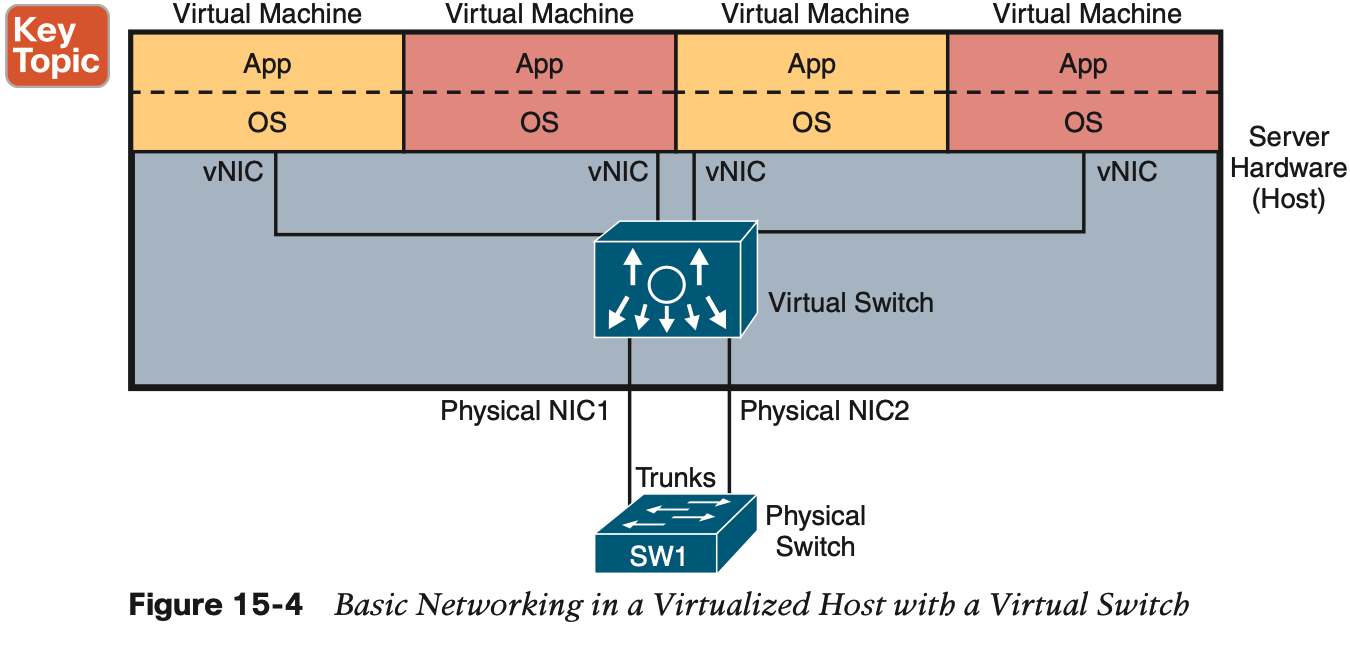 Key
Topic
Virtual Machine Virtual Machine Virtual Machine Virtual Machine
App App App App
OS OS OS OS
vNIC vNIC vNIC vNIC
Server
Hardware
(Host)
Virtual Switch
Physical NIC1 Physical NIC2
Trunks
Physical
Switch
SW1
Figure 15-4 Basic Networking in a Virtualized Host with a Virtual Switch